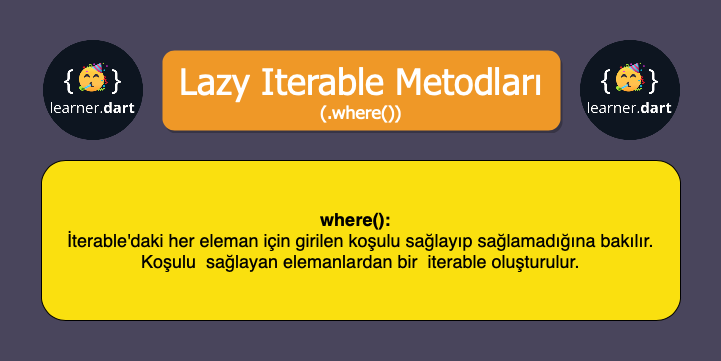 {🥳}
learner.dart
Lazy Iterable Metodları
(.where())
{🥳}
learner.dart
where():
İterable'daki her eleman için girilen koşulu sağlayıp sağlamadığına bakılır.
Koşulu  sağlayan elemanlardan bir  iterable oluşturulur.